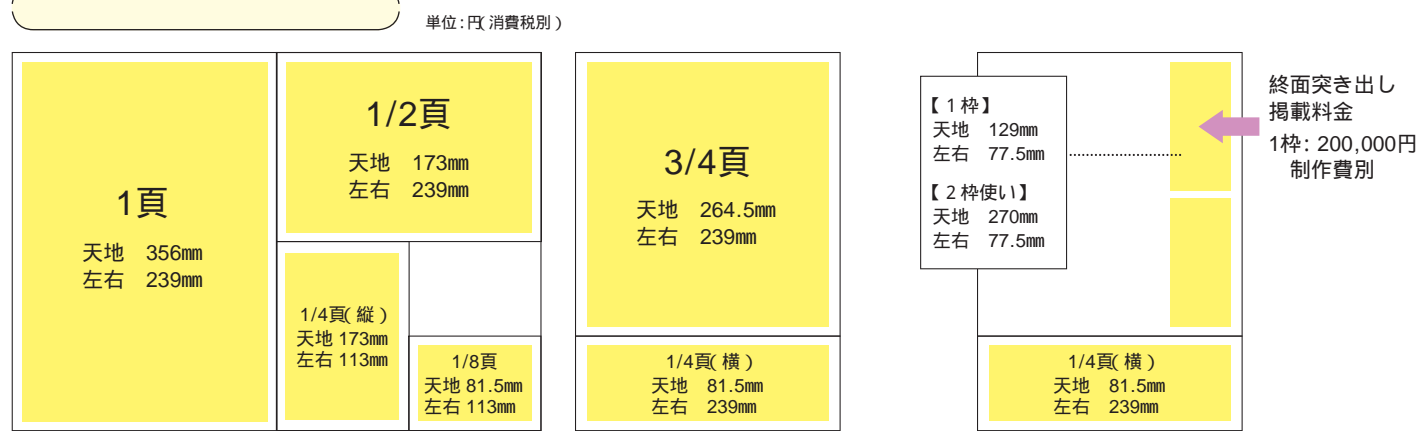 単位:円(消費税別)
1頁
天地 356㎜
左右 239㎜
1/2頁
天地 173㎜
左右 239㎜
1/4頁(縦)
天地 173㎜
左右 113㎜
1/8頁
天地 81.5㎜
左右 113㎜
3/4頁
天地 264.5㎜
左右 239㎜
1/4頁(横)
天地 81.5㎜
左右 239㎜
【1枠】
天地 129㎜
左右 77.5㎜
【2枠使い】
天地 270㎜
左右 77.5㎜
終面突き出し
掲載料金
1枠: 200,000円
制作費別
1/4頁(横)
天地 81.5㎜
左右 239㎜